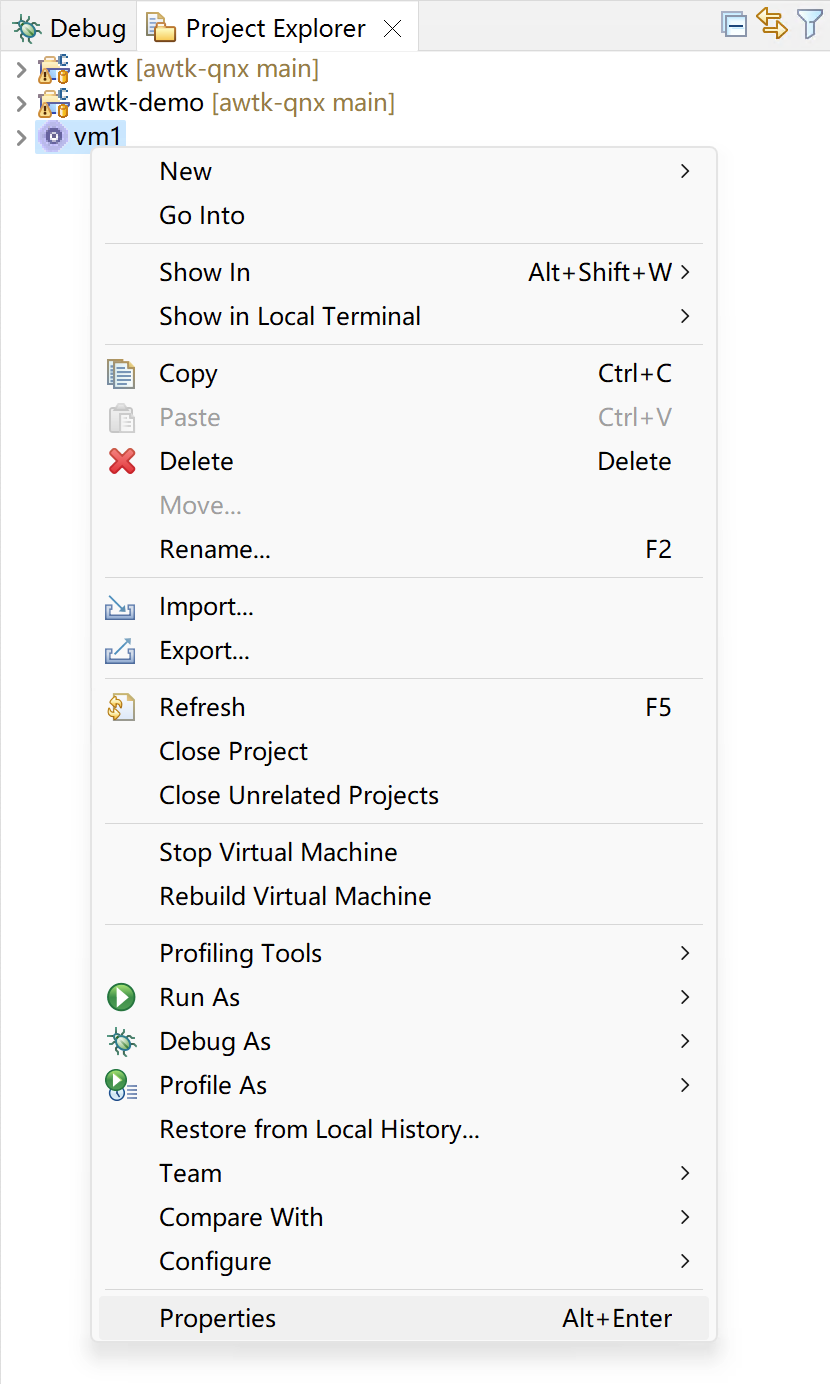 Debug Project Explorer
awtk [awtk-qnx main]
awtk-demo [awtk-qnx main]
vm1
New
Go Into
Show In Alt+Shift+W
Show in Local Terminal
Copy Ctrl+C
Paste Ctrl+V
Delete Delete
Move...
Rename... F2
Import...
Export...
Refresh F5
Close Project
Close Unrelated Projects
Stop Virtual Machine
Rebuild Virtual Machine
Profiling Tools
Run As
Debug As
Profile As
Restore from Local History...
Team
Compare With
Configure
Properties Alt+Enter